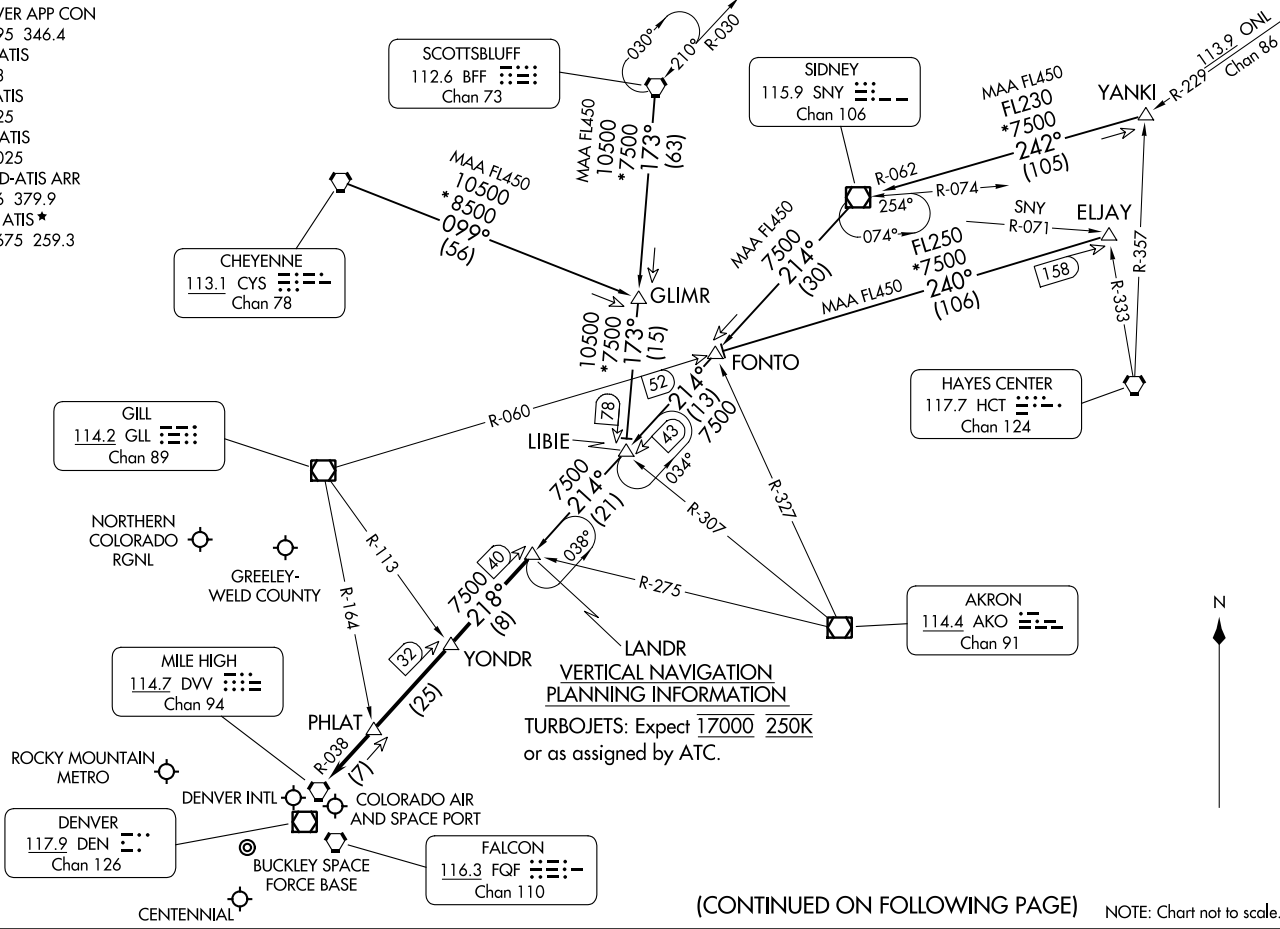 VER APP CON
95 346.4
ATIS
ATIS
25
ATIS
025
D-ATIS ARR
379.9
ATIS★
675 259.3
SCOTTSBLUFF
112.6 BFF
Chan 73
030°
210°
R-030
SIDNEY
115.9 SNY
Chan 106
113.9 ONL
Chan 86
R-229
YANKI
MAA FL450
FL230
*7500
242°
(105)
MAA FL450
10500
*7500
173°
(63)
MAA FL450
10500
*8500
099°
(56)
CHEYENNE
113.1 CYS
Chan 78
R-062
R-074
254°
074°
SNY
R-071
ELJAY
R-357
MAA FL450
7500
214°
(30)
FL250
*7500
240°
(106)
MAA FL450
158
R-333
GLIMR
10500
*7500
173°
(15)
FONTO
52
214°
(13)
7500
HAYES CENTER
117.7 HCT
Chan 124
GILL
114.2 GLL
Chan 89
R-060
78
LIBIE
43
034°
R-327
R-307
7500
214°
(21)
NORTHERN
COLORADO
RGNL
GREELEY-
WELD COUNTY
R-113
R-164
40
038°
R-275
7500
218°
(8)
AKRON
114.4 AKO
Chan 91
N
32
YONDR
LANDR
VERTICAL NAVIGATION
PLANNING INFORMATION
TURBOJETS: Expect 17000 250K
or as assigned by ATC.
MILE HIGH
114.7 DVV
Chan 94
(25)
PHLAT
R-038
(7)
ROCKY MOUNTAIN
METRO
DENVER INTL
COLORADO AIR
AND SPACE PORT
DENVER
117.9 DEN
Chan 126
BUCKLEY SPACE
FORCE BASE
FALCON
116.3 FQF
Chan 110
CENTENNIAL
(CONTINUED ON FOLLOWING PAGE)
NOTE: Chart not to scale.